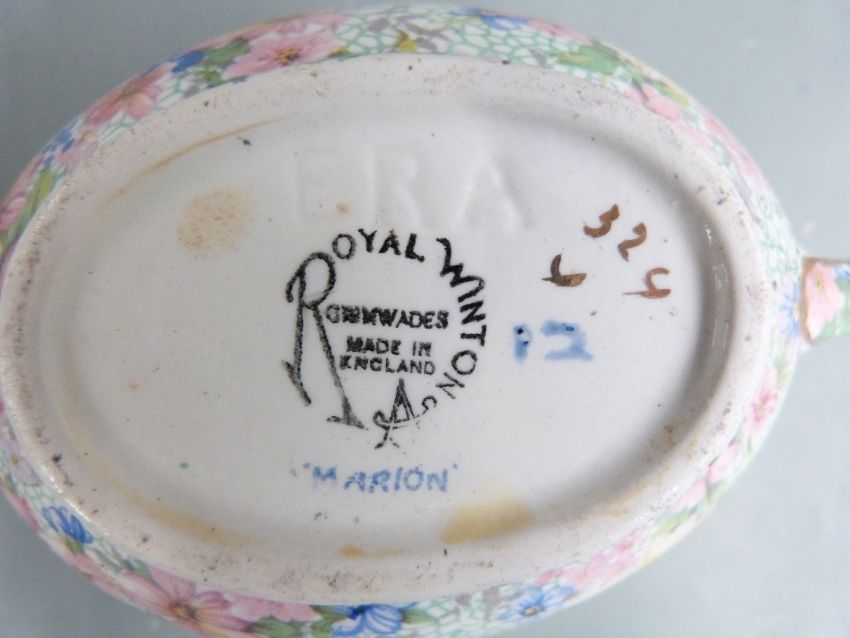 ERA
ROYAL WINTON
GRIMWADES
MADE IN
ENGLAND
324
12
'MARION'